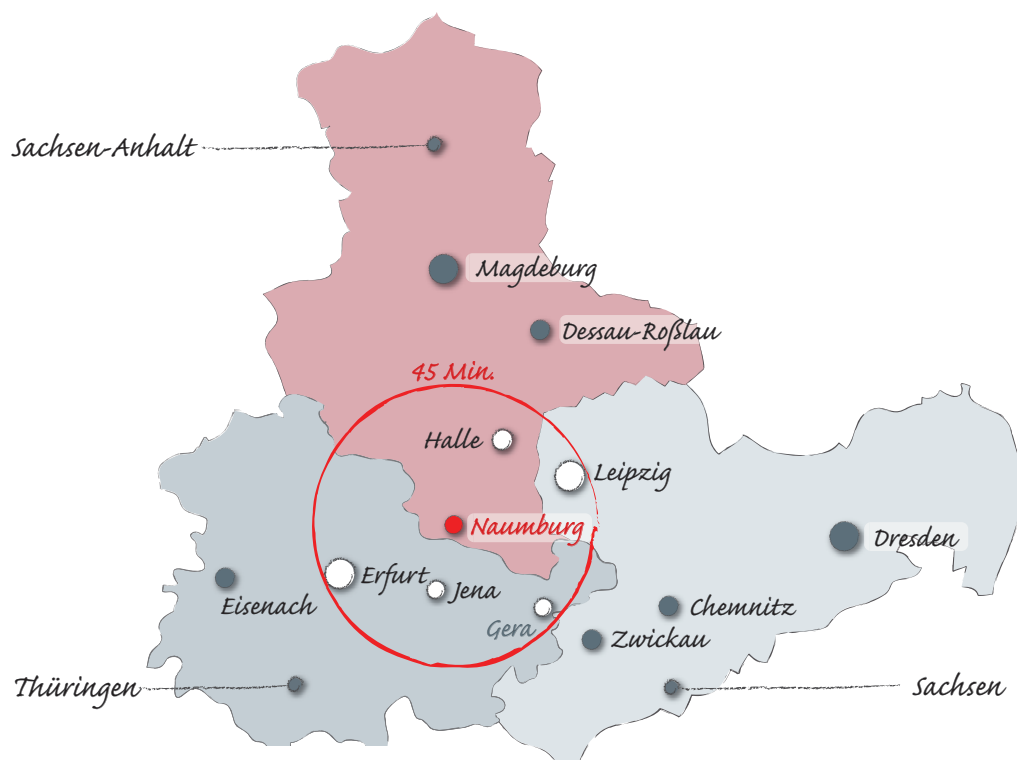 Sachsen-Anhalt
Magdeburg
Dessau-Roßlau
45 Min.
Halle
Leipzig
Naumburg
Dresden
Erfurt
Jena
Eisenach
Chemnitz
Gera
Zwickau
Thüringen
Sachsen